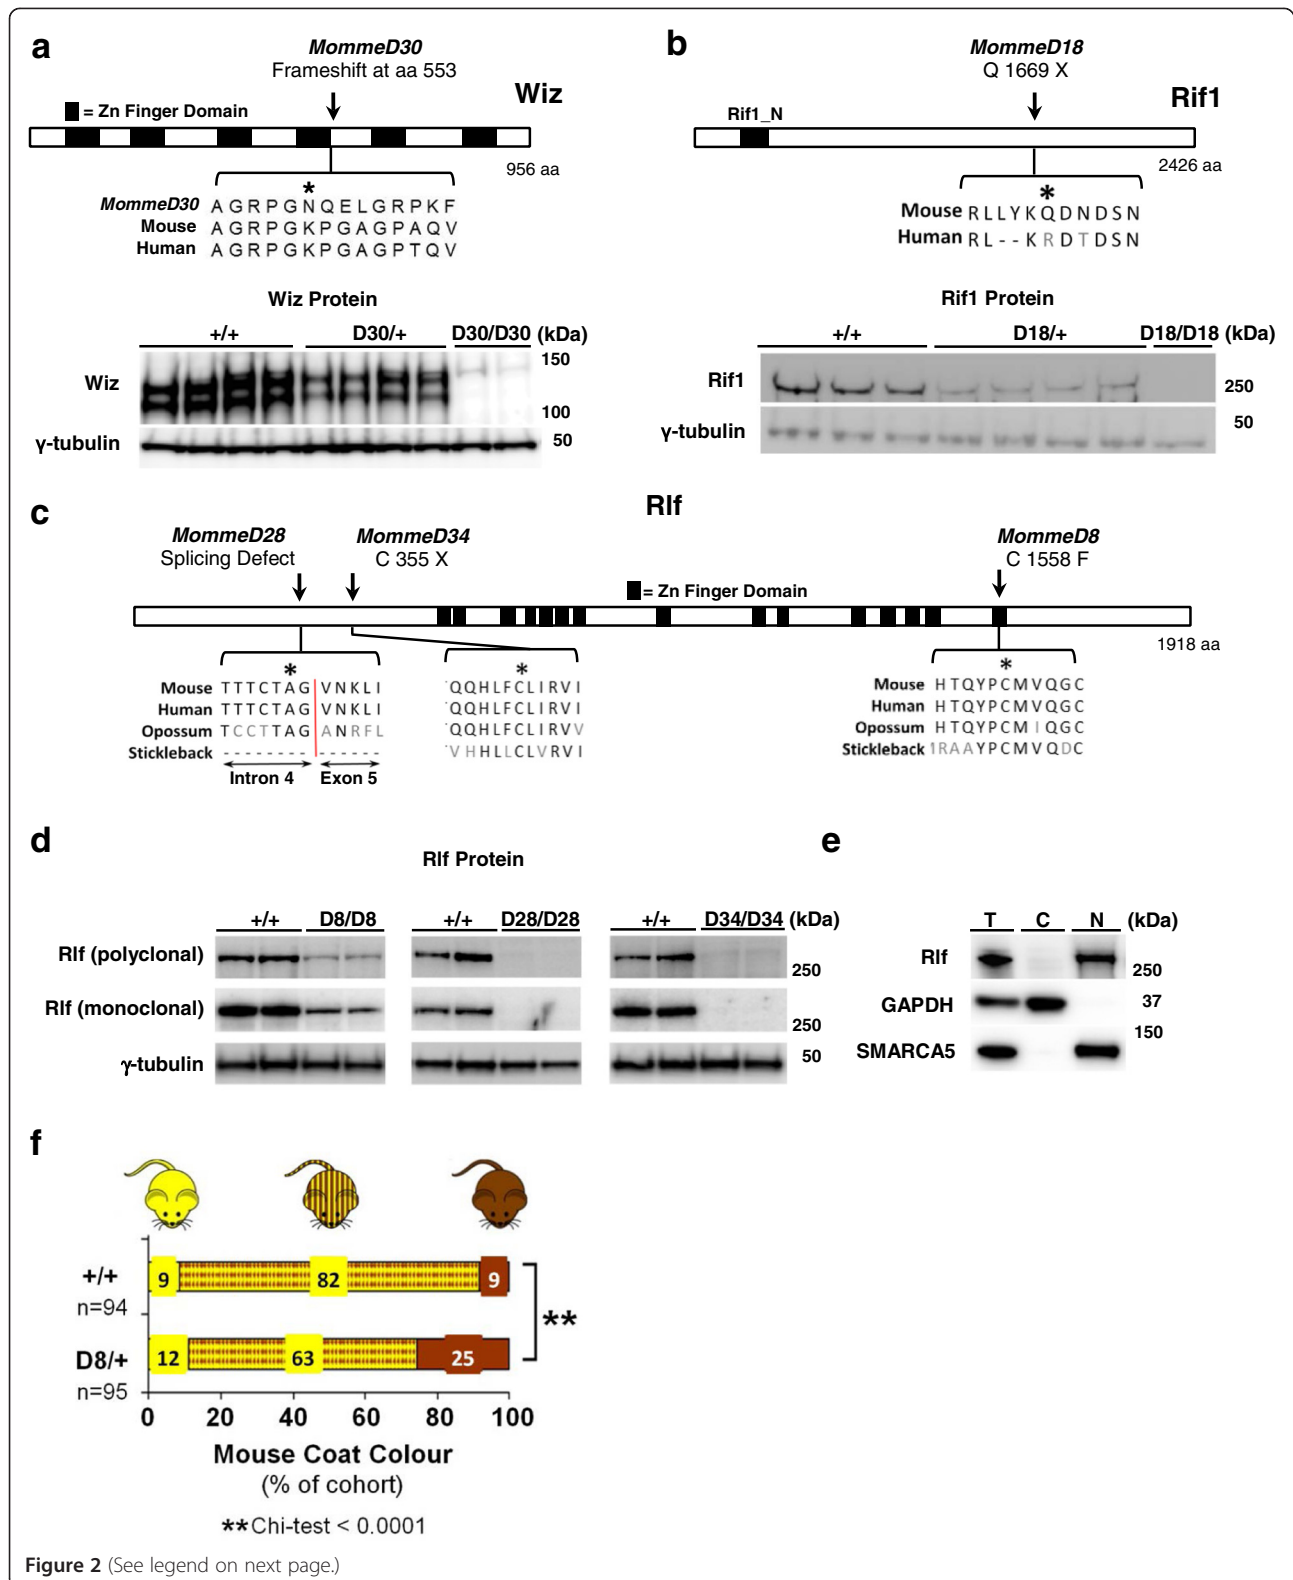 a
MommeD30
Frameshift at aa 553
Wiz
= Zn Finger Domain
956 aa
*
MommeD30 A G R P G N Q E L G R P K F
Mouse A G R P G K P G A G P A Q V
Human A G R P G K P G A G P T Q V
Wiz Protein
+/+ D30/+ D30/D30 (kDa)
Wiz
150
100
γ-tubulin
50
b
MommeD18
Q 1669 X
Rif1
Rif1_N
2426 aa
*
Mouse R L L Y K Q D N D S N
Human R L - - K R D T D S N
Rif1 Protein
+/+ D18/+ D18/D18 (kDa)
Rif1
250
γ-tubulin
50
c
Rlf
MommeD28
Splicing Defect
MommeD34
C 355 X
MommeD8
C 1558 F
= Zn Finger Domain
1918 aa
*
Mouse T T T C T A G V N K L I
Human T T T C T A G V N K L I
Opossum T C C T T A G A N R F L
Stickleback - - - - - - - - - - - -
Intron 4 Exon 5
*
Q Q H L F C L I R V I
Q Q H L F C L I R V I
Q Q H L F C L I R V V
V H H L L C L V R V I
*
Mouse H T Q Y P C M V Q G C
Human H T Q Y P C M V Q G C
Opossum H T Q Y P C M I Q G C
Stickleback R A A Y P C M V Q D C
d
Rlf Protein
+/+ D8/D8 +/+ D28/D28 +/+ D34/D34 (kDa)
Rlf (polyclonal)
250
Rlf (monoclonal)
250
γ-tubulin
50
e
T C N (kDa)
Rlf
250
GAPDH
37
150
SMARCA5
f
+/+
n=94
9 82 9
**
D8/+
n=95
12 63 25
0 20 40 60 80 100
Mouse Coat Colour
(% of cohort)
**Chi-test < 0.0001
Figure 2 (See legend on next page.)